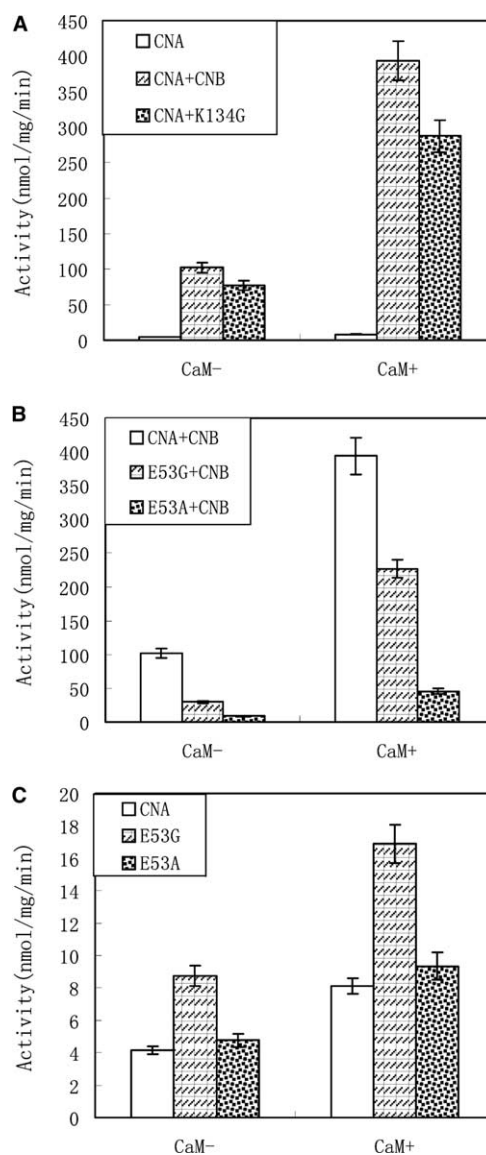 A
Activity(nmol/mg/min)
450
400
350
300
250
200
150
100
50
0
CNA
CNA+CNB
CNA+K134G
CaM-
CaM+
B
Activity(nmol/mg/min)
450
400
350
300
250
200
150
100
50
0
CNA+CNB
E53G+CNB
E53A+CNB
CaM-
CaM+
C
Activity(nmol/mg/min)
20
18
16
14
12
10
8
6
4
2
0
CNA
E53G
E53A
CaM-
CaM+